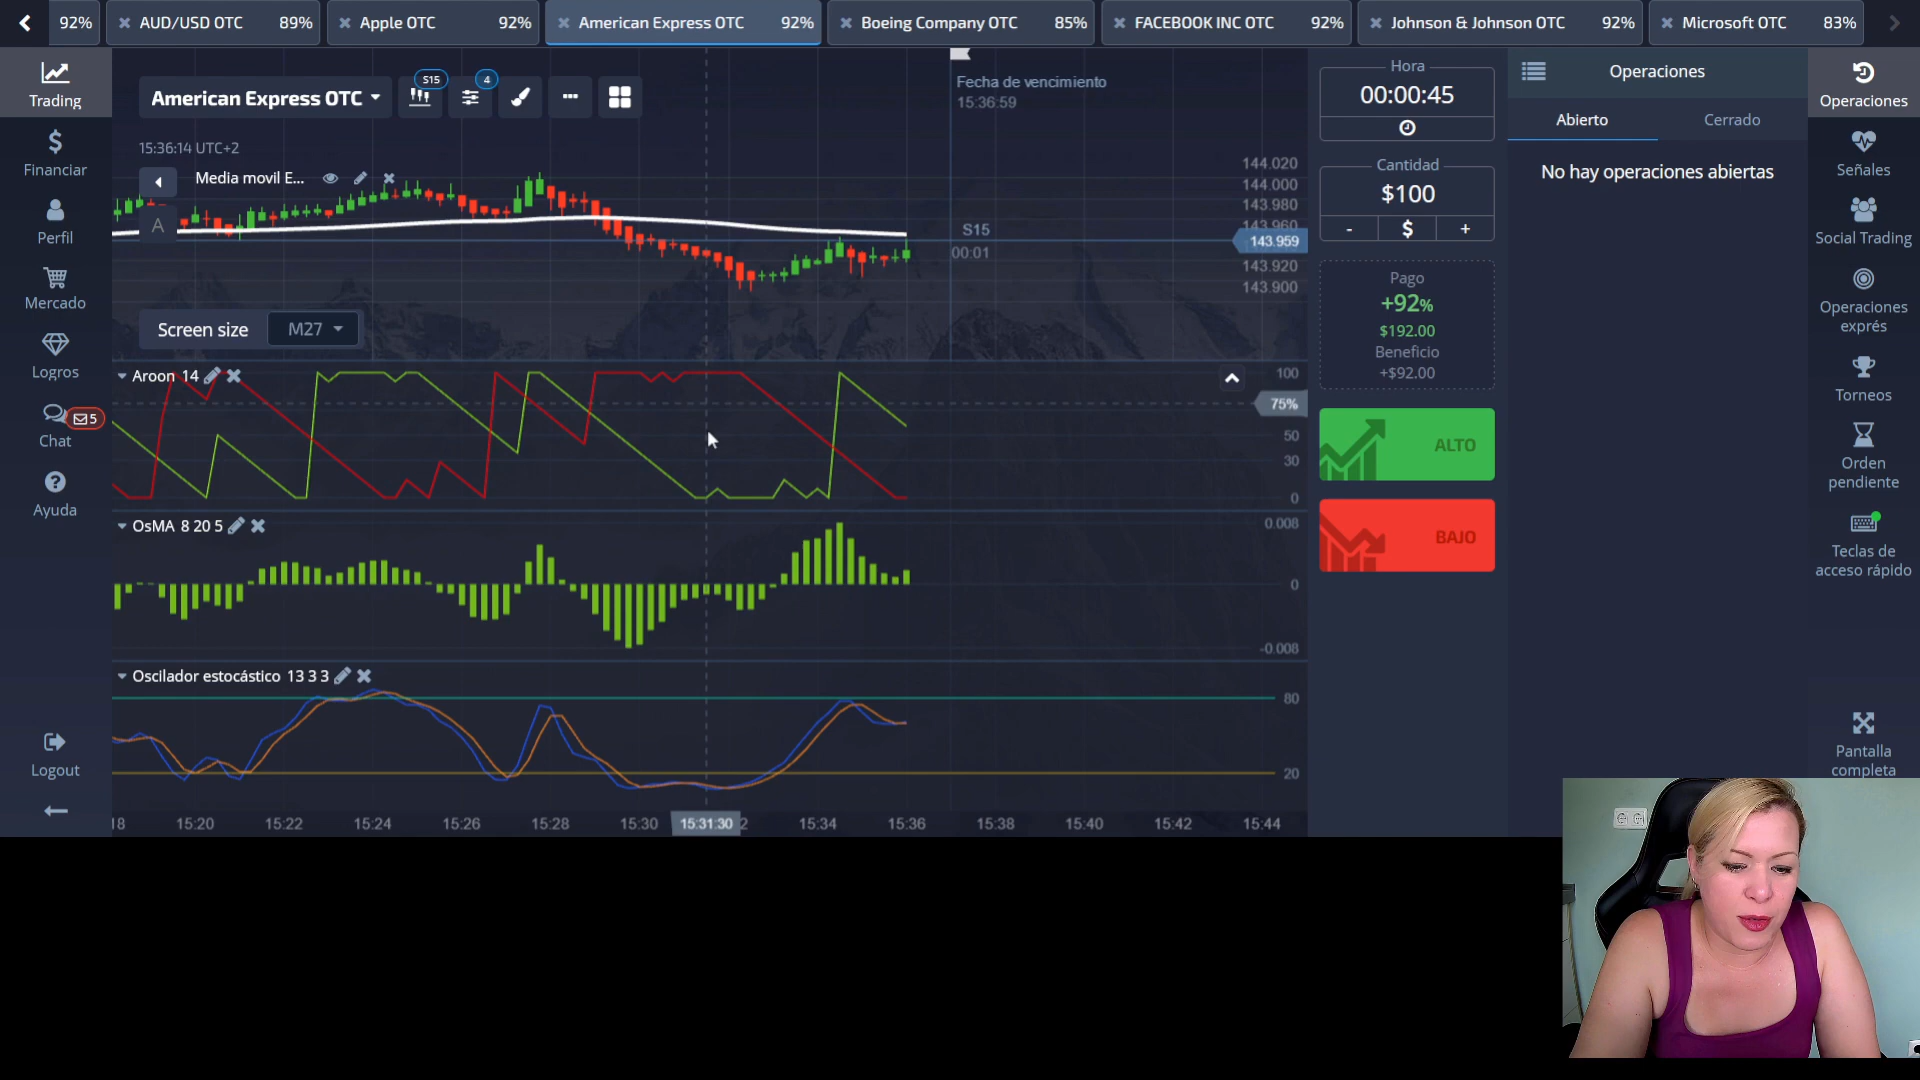 92%
AUD/USD OTC 89%
Apple OTC 92%
American Express OTC 92%
Boeing Company OTC 85%
FACEBOOK INC OTC 92%
Johnson & Johnson OTC 92%
Microsoft OTC 83%
Trading
Financiar
Perfil
Mercado
Logros
Chat
5
Ayuda
Logout
American Express OTC
S15
4
15:36:14 UTC+2
Media movil E...
A
Screen size M27
Fecha de vencimiento
15:36:59
S15
00:01
144.020
144.000
143.980
143.960
143.959
143.920
143.900
Aroon 14
100
75%
50
30
0
OsMA 8 20 5
0.008
0
-0.008
Oscilador estocástico 13 3 3
80
20
18 15:20 15:22 15:24 15:26 15:28 15:30 15:31:30 2 15:34 15:36 15:38 15:40 15:42 15:44
Hora
00:00:45
Cantidad
$100
- $ +
Pago
+92%
$192.00
Beneficio
+$92.00
ALTO
BAJO
Operaciones
Abierto Cerrado
No hay operaciones abiertas
Operaciones
Señales
Social Trading
Operaciones
exprés
Torneos
Orden
pendiente
Teclas de
acceso rápido
Pantalla
completa